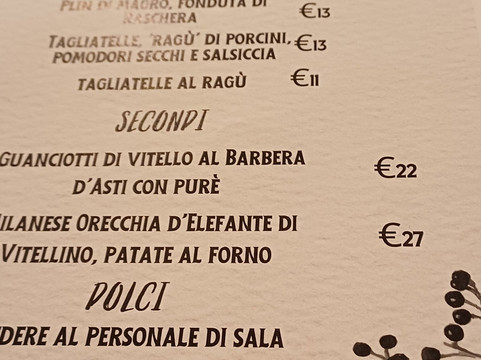 PLIN DI MAURO, FONDUTA DI
RASCHERA €13
TAGLIATELLE, 'RAGÙ' DI PORCINI,
POMODORI SECCHI E SALSICCIA €13
TAGLIATELLE AL RAGÙ €11
SECONDI
GUANCIOTTI DI VITELLO AL BARBERA
D'ASTI CON PURÈ €22
MILANESE ORECCHIA D'ELEFANTE DI
VITELLINO, PATATE AL FORNO €27
DOLCI
DERE AL PERSONALE DI SALA